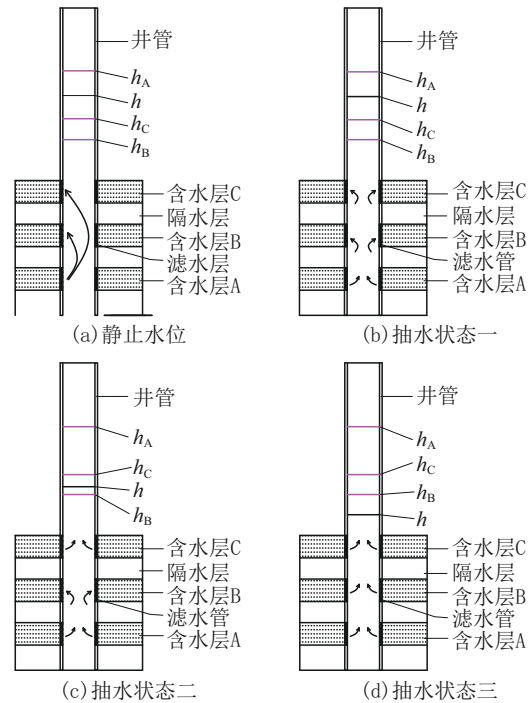 井管
hA
h
hC
hB
含水层C
隔水层
含水层B
滤水层
含水层A
(a)静止水位
井管
hA
h
hC
hB
含水层C
隔水层
含水层B
滤水管
含水层A
(b)抽水状态一
井管
hA
hC
h
hB
含水层C
隔水层
含水层B
滤水管
含水层A
(c)抽水状态二
井管
hA
hC
hB
h
含水层C
隔水层
含水层B
滤水管
含水层A
(d)抽水状态三